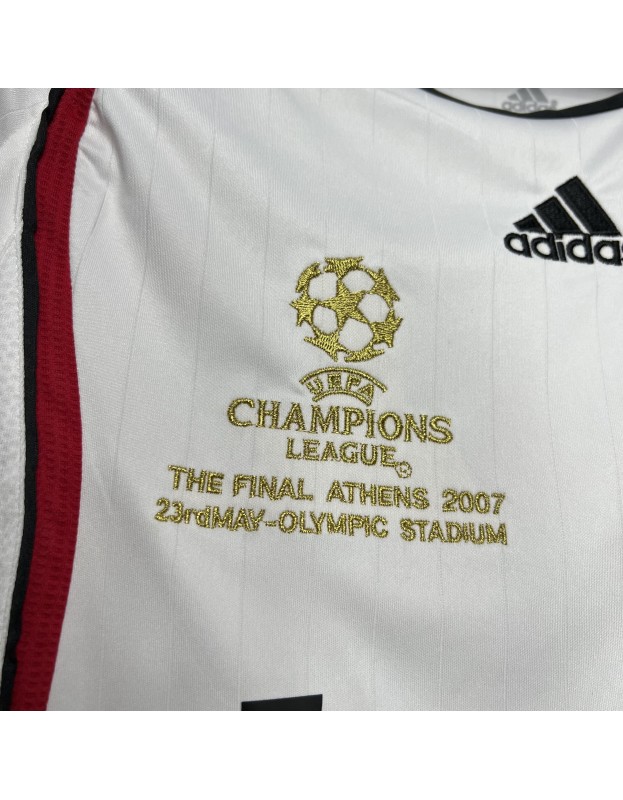 adidas
UEFA
CHAMPIONS
LEAGUE
THE FINAL ATHENS 2007
23rdMAY-OLYMPIC STADIUM